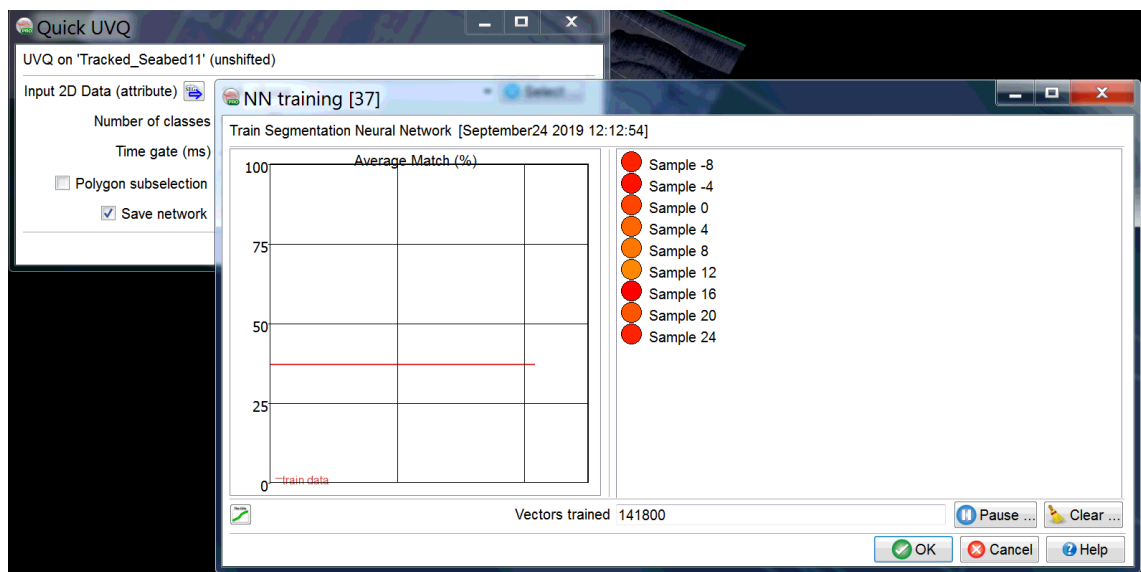 Quick UVQ
UVQ on 'Tracked_Seabed11' (unshifted)
Input 2D Data (attribute)
Select ...
Number of classes
Time gate (ms)
Polygon subselection
Save network
NN training [37]
Train Segmentation Neural Network [September24 2019 12:12:54]
Average Match (%)
100
75
50
25
0
train data
Sample -8
Sample -4
Sample 0
Sample 4
Sample 8
Sample 12
Sample 16
Sample 20
Sample 24
Vectors trained 141800
Pause ... Clear ...
OK Cancel Help